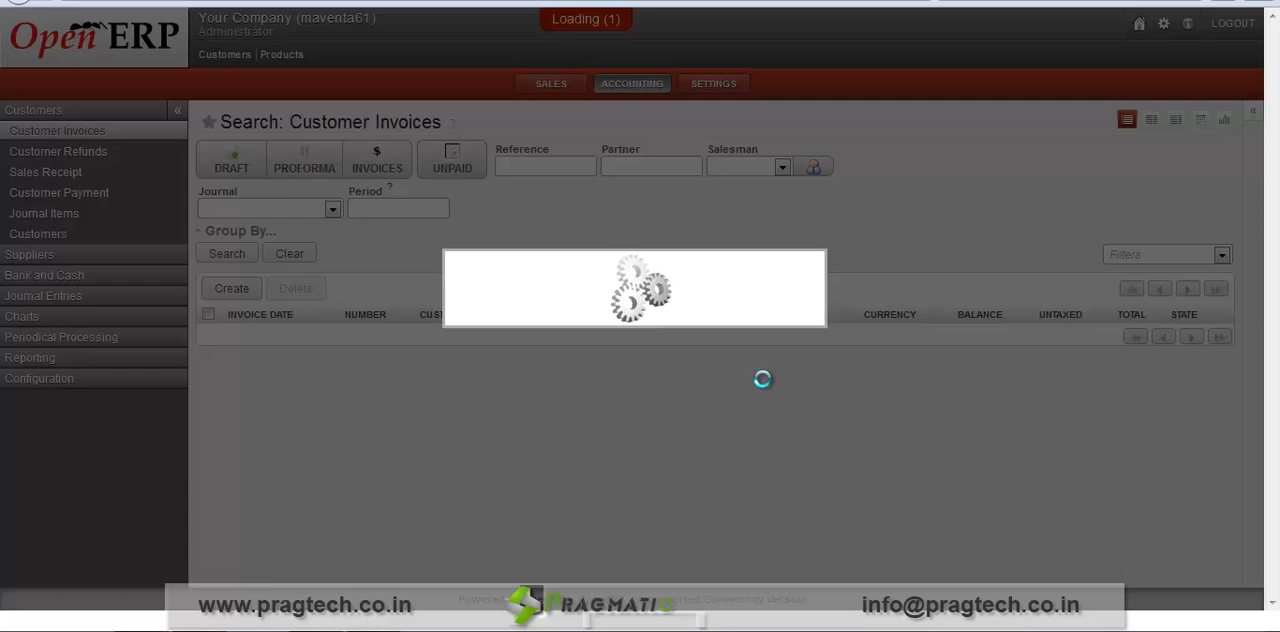 Open ERP
Your Company (maventa61)
Administrator
Customers | Products
Loading (1)
LOGOUT
SALES
ACCOUNTING
SETTINGS
Customers
«
Customer Invoices
Customer Refunds
Sales Receipt
Customer Payment
Journal Items
Customers
Suppliers
Bank and Cash
Journal Entries
Charts
Periodical Processing
Reporting
Configuration
Search: Customer Invoices ?
«
DRAFT
PROFORMA
$ INVOICES
UNPAID
Reference
Partner
Salesman
Journal
Period ?
Group By...
Search
Clear
Filters
Create
Delete
INVOICE DATE
NUMBER
CURRENCY
BALANCE
UNTAXED
TOTAL
STATE
www.pragtech.co.in
PRAGMATI
info@pragtech.co.in